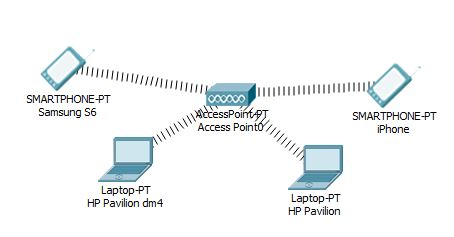 SMARTPHONE-PT
Samsung S6
AccessPoint-PT
Access Point0
SMARTPHONE-PT
iPhone
Laptop-PT
HP Pavilion dm4
Laptop-PT
HP Pavilion